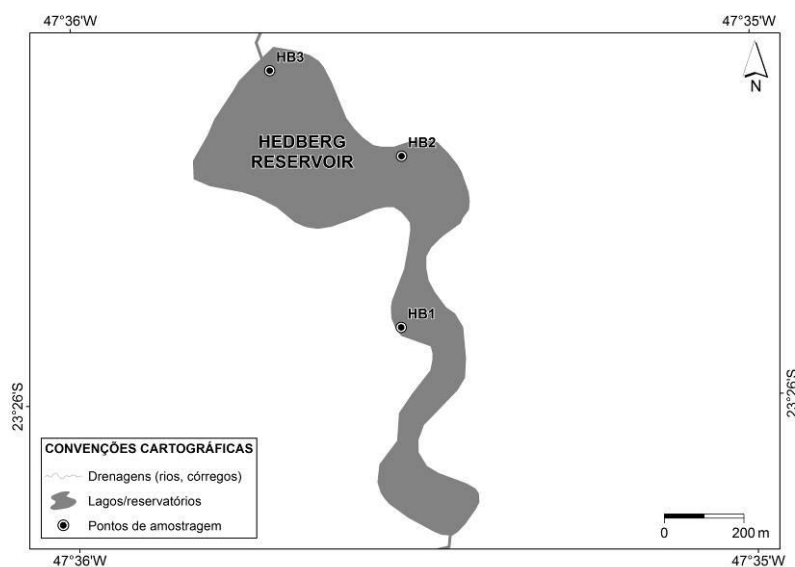 47°36'W
47°35'W
HB3
N
HEDBERG
RESERVOIR
HB2
HB1
23°26'S
23°26'S
CONVENÇÕES CARTOGRÁFICAS
Drenagens (rios, córregos)
Lagos/reservatórios
Pontos de amostragem
0 200 m
47°36'W
47°35'W